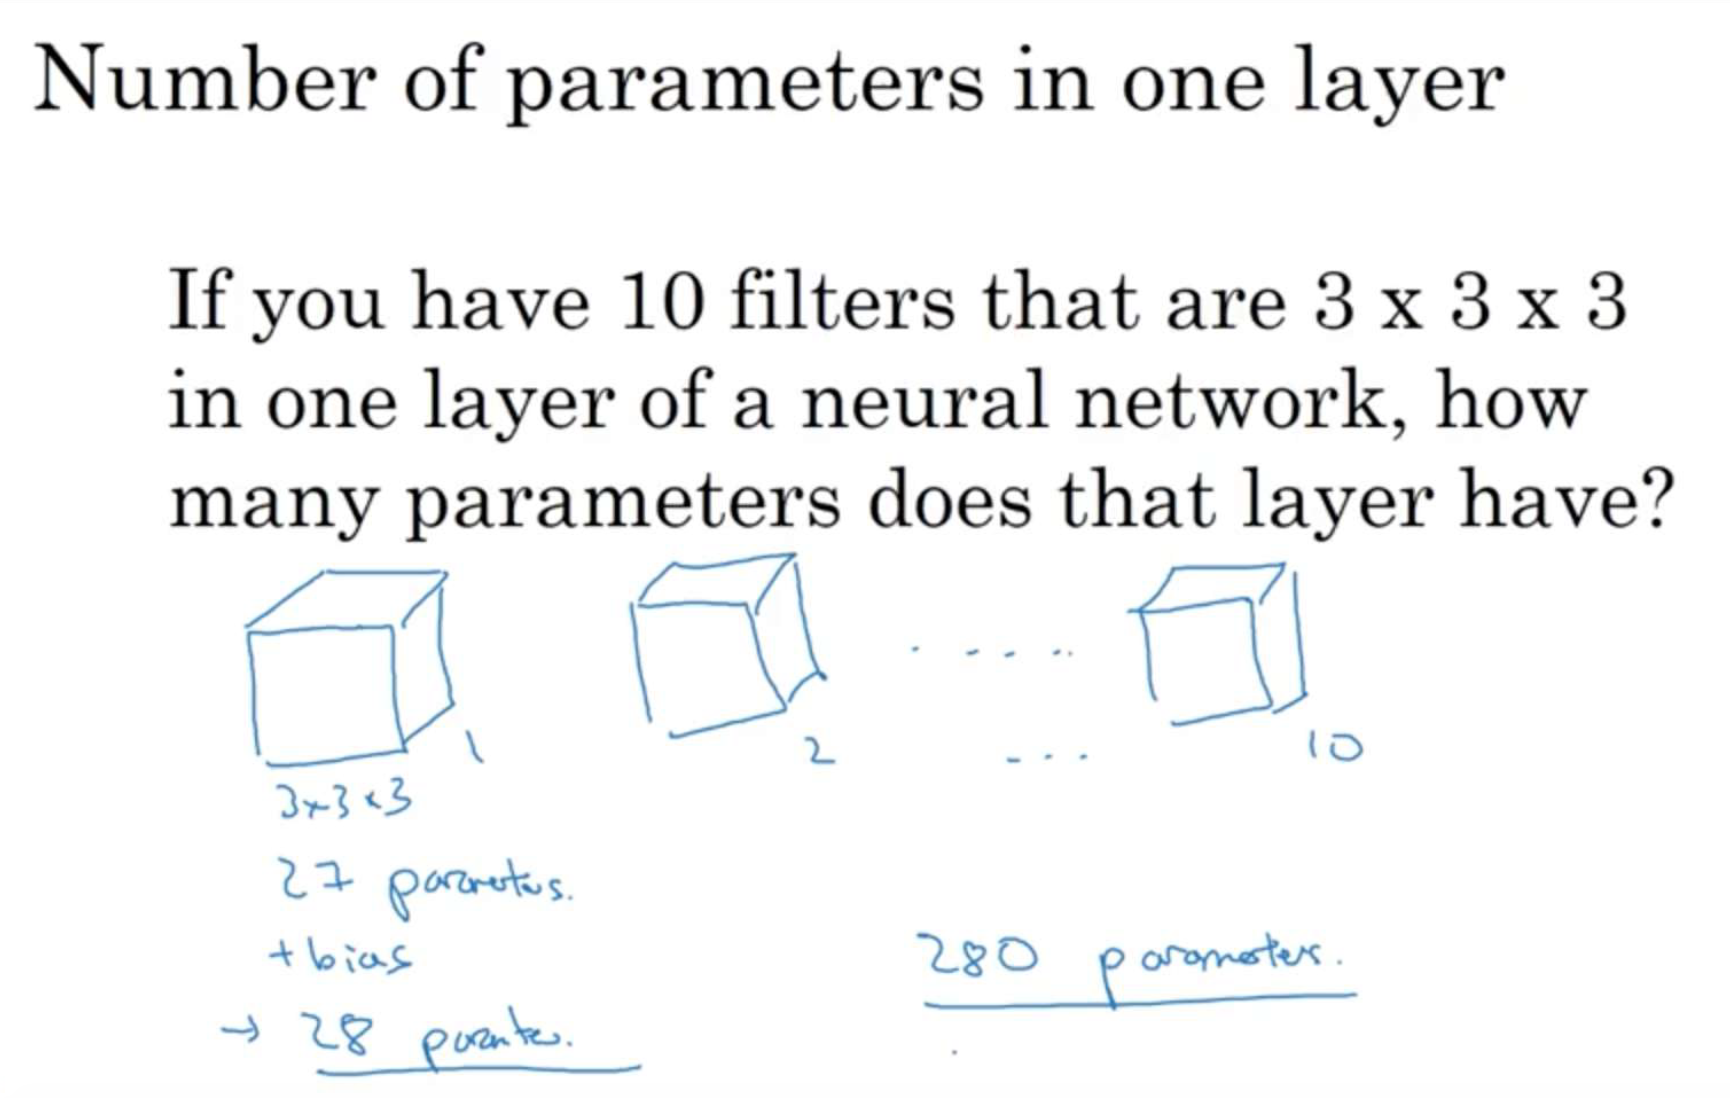 Number of parameters in one layer
If you have 10 filters that are 3 x 3 x 3
in one layer of a neural network, how
many parameters does that layer have?
1
2
10
3x3x3
27 parameters.
+ bias
→ 28 parameters.
280 parameters.